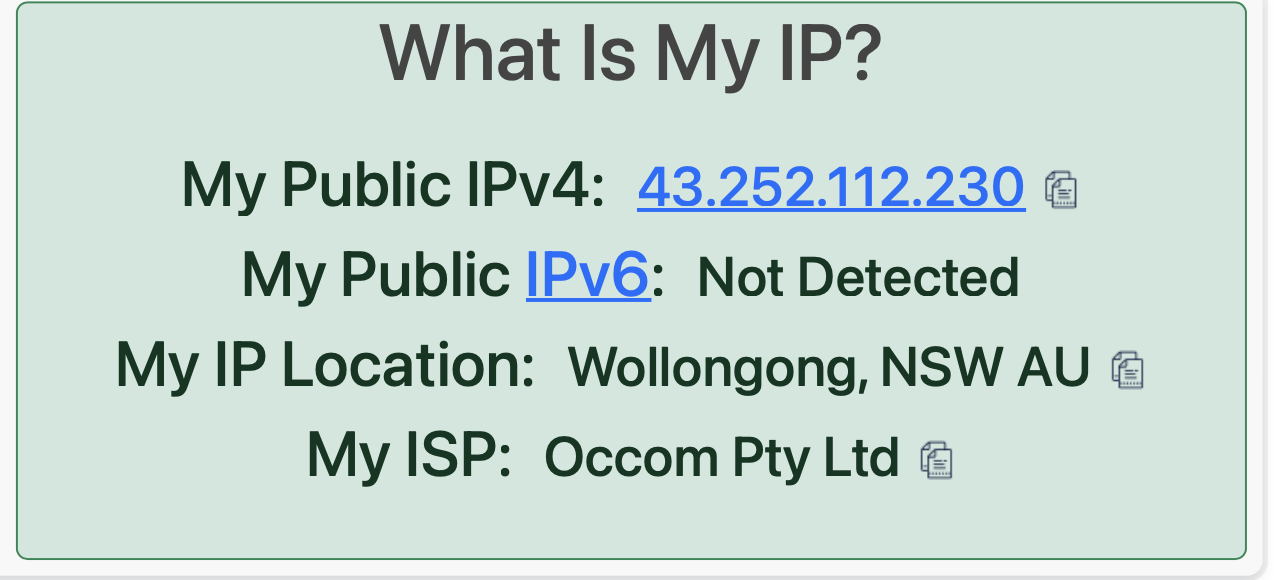 What Is My IP?
My Public IPv4: 43.252.112.230
My Public IPv6: Not Detected
My IP Location: Wollongong, NSW AU
My ISP: Occom Pty Ltd